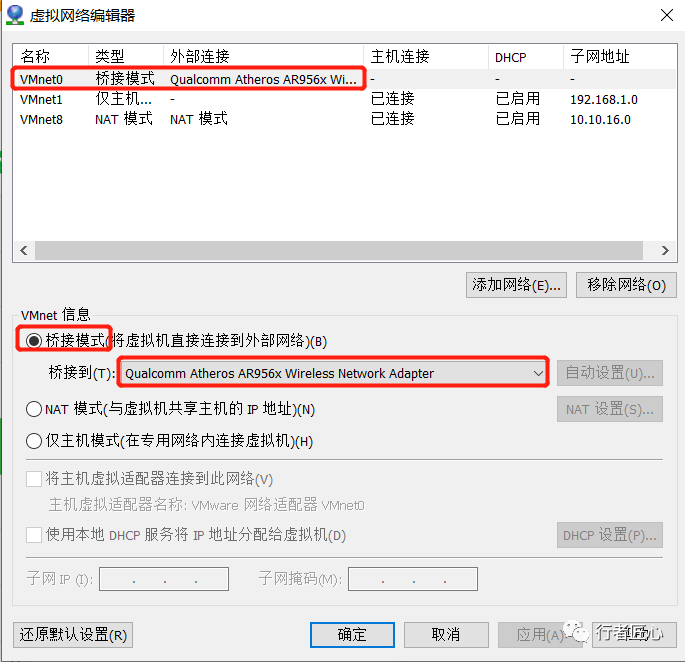 虚拟网络编辑器
名称 类型 外部连接 主机连接 DHCP 子网地址
VMnet0 桥接模式 Qualcomm Atheros AR956x Wi... - - -
VMnet1 仅主机... - 已连接 已启用 192.168.1.0
VMnet8 NAT 模式 NAT 模式 已连接 已启用 10.10.16.0
添加网络(E)... 移除网络(O)
VMnet 信息
桥接模式(将虚拟机直接连接到外部网络)(B)
桥接到(T): Qualcomm Atheros AR956x Wireless Network Adapter 自动设置(U)...
NAT 模式(与虚拟机共享主机的 IP 地址)(N) NAT 设置(S)...
仅主机模式(在专用网络内连接虚拟机)(H)
将主机虚拟适配器连接到此网络(V)
主机虚拟适配器名称: VMware 网络适配器 VMnet0
使用本地 DHCP 服务将 IP 地址分配给虚拟机(D) DHCP 设置(P)...
子网 IP (I): . . . 子网掩码(M): . . .
还原默认设置(R) 确定 取消 应用(A) 行者匠心